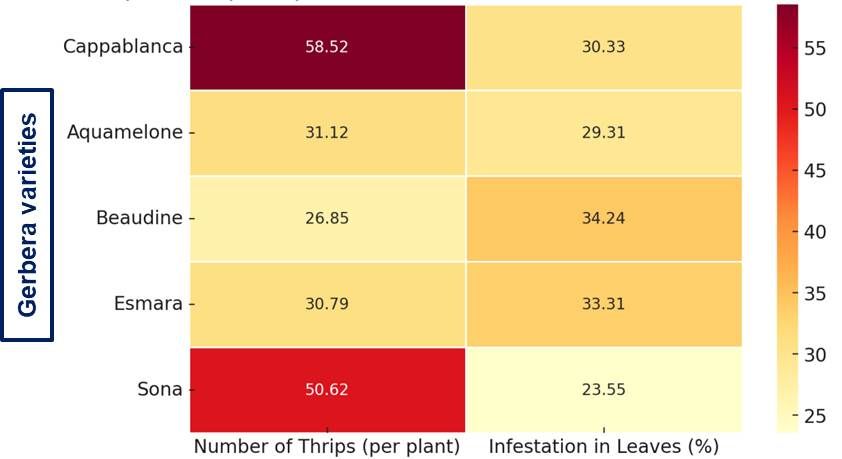 Gerbera varieties
Cappablanca 58.52 30.33
Aquamelone 31.12 29.31
Beaudine 26.85 34.24
Esmara 30.79 33.31
Sona 50.62 23.55
Number of Thrips (per plant) Infestation in Leaves (%)
55
50
45
40
35
30
25